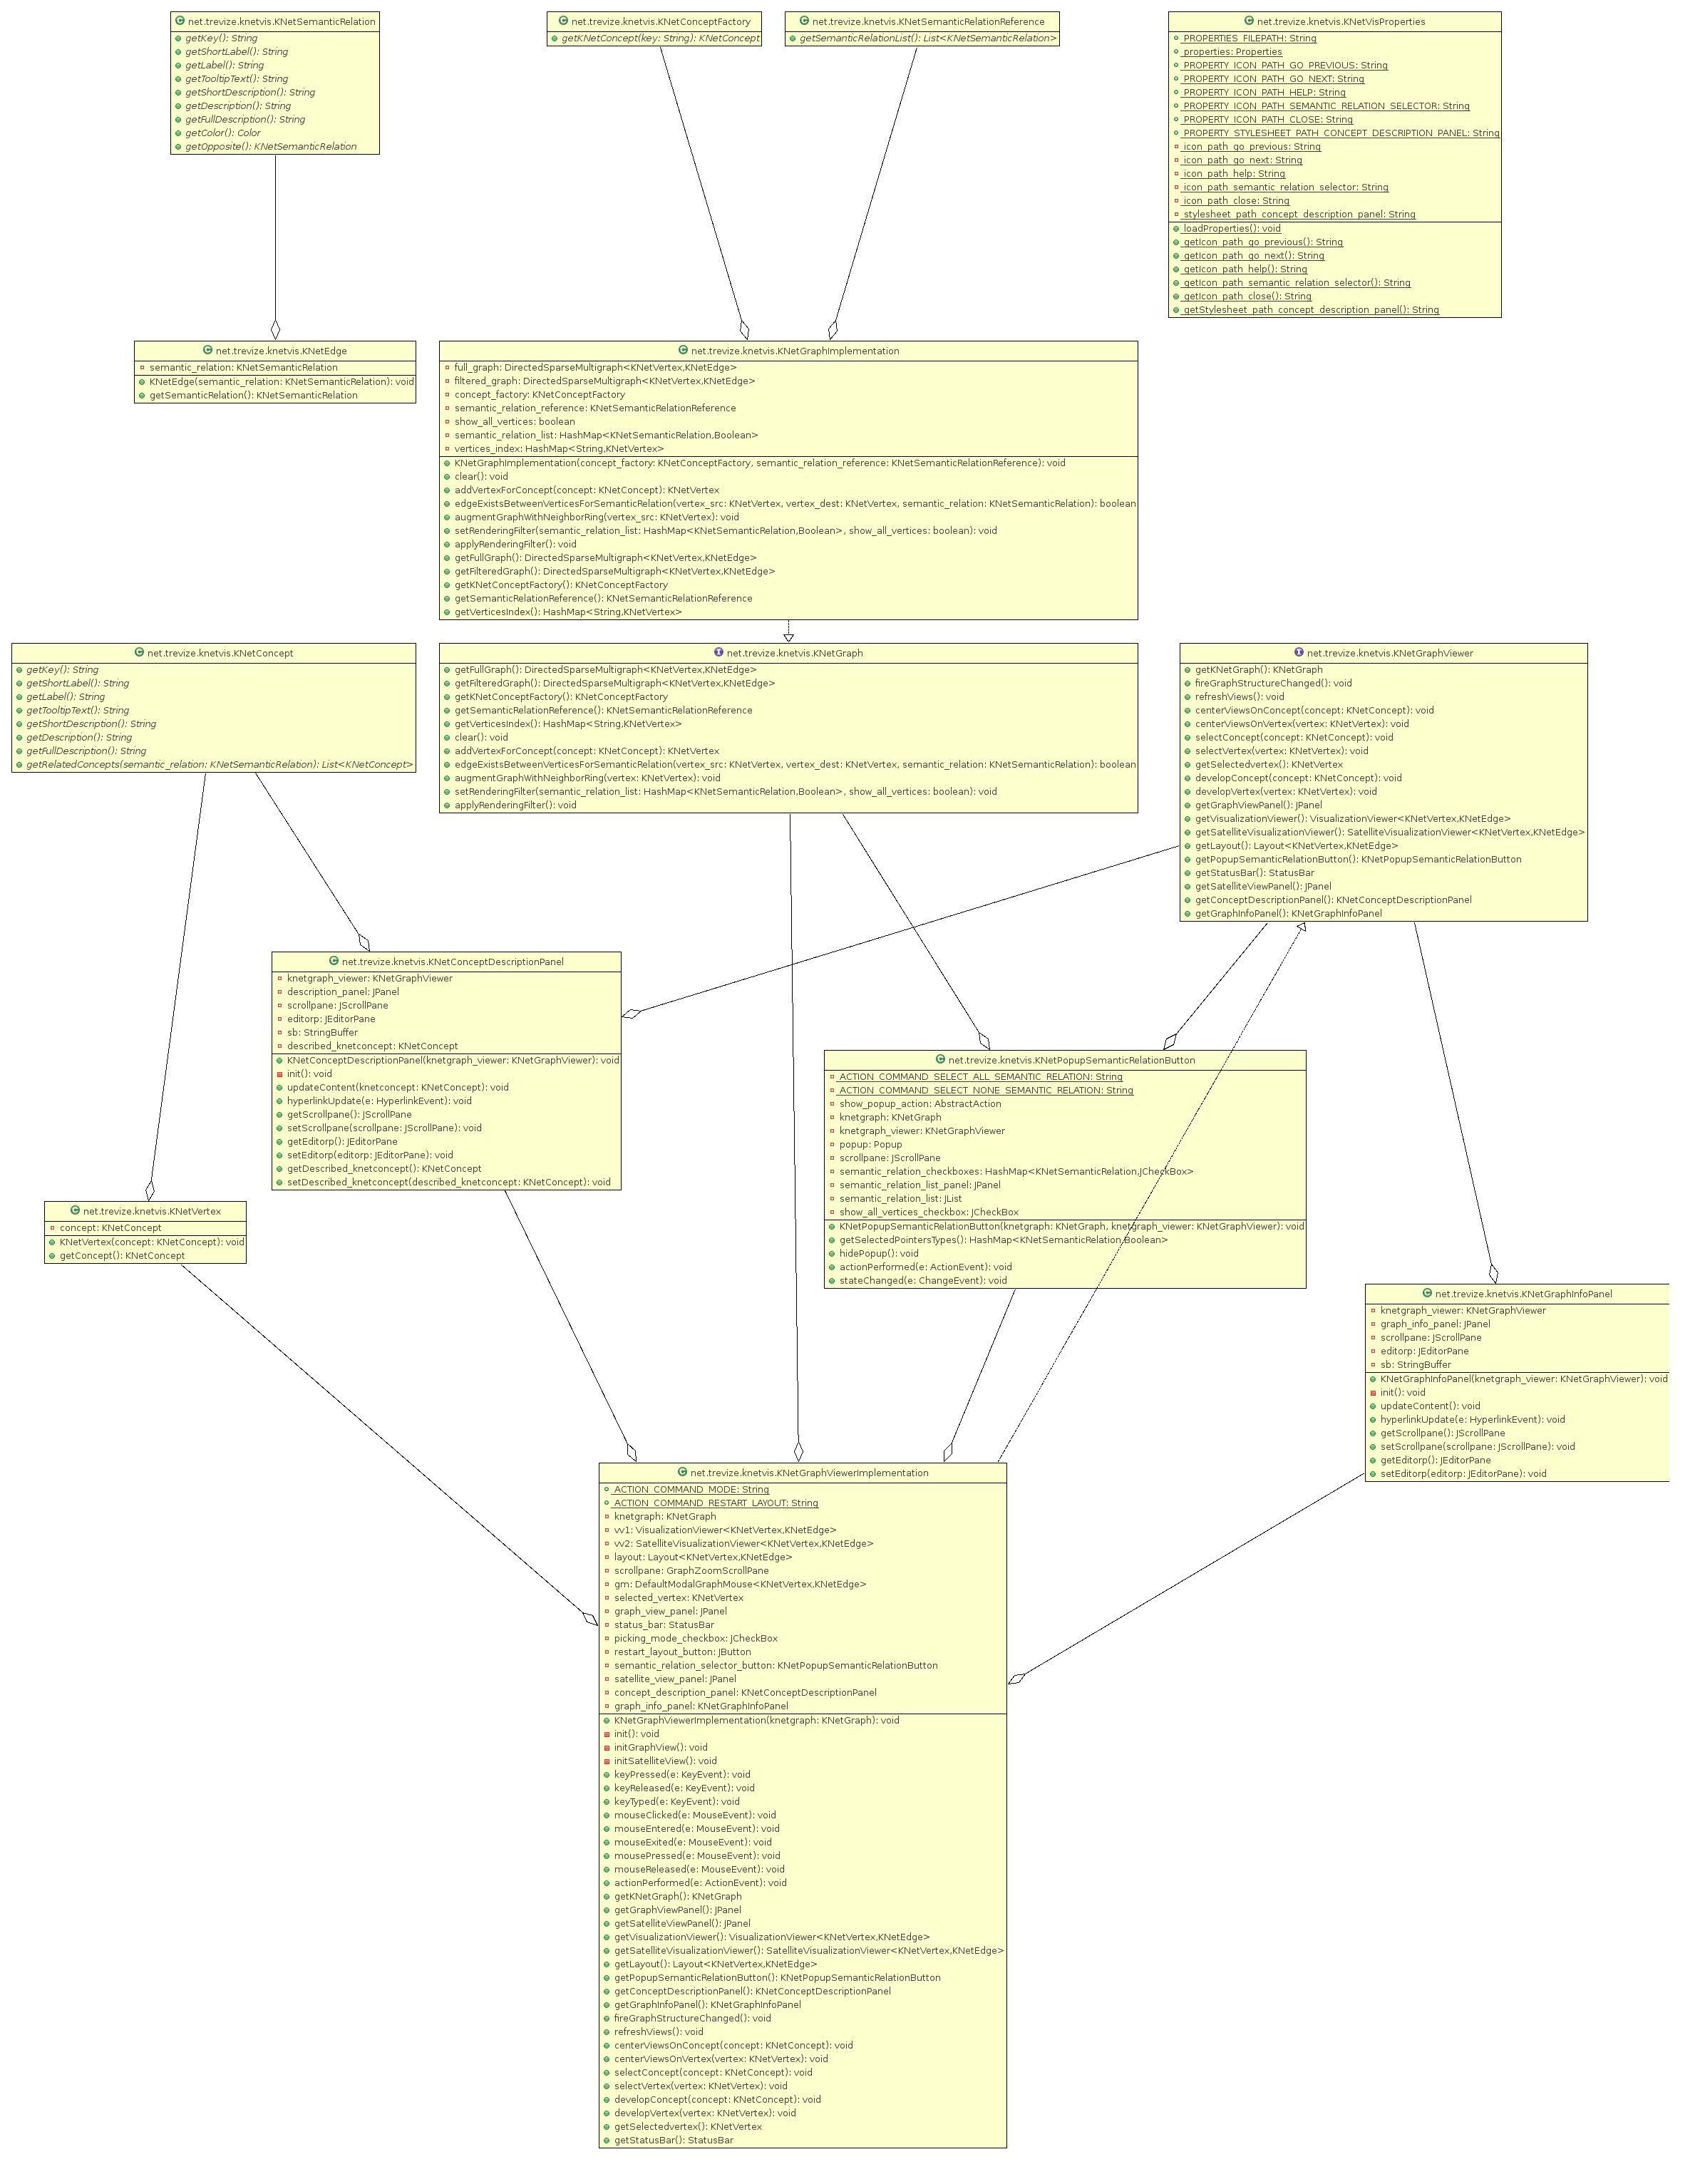 net.trevize.knetvis.KNetSemanticRelation
getKey(): String
getShortLabel(): String
getLabel(): String
getTooltipText(): String
getShortDescription(): String
getDescription(): String
getFullDescription(): String
getColor(): Color
getOpposite(): KNetSemanticRelation
net.trevize.knetvis.KNetConceptFactory
getKNetConcept(key: String): KNetConcept
net.trevize.knetvis.KNetSemanticRelationReference
getSemanticRelationList(): List<KNetSemanticRelation>
net.trevize.knetvis.KNetVisProperties
PROPERTIES_FILEPATH: String
properties: Properties
PROPERTY_ICON_PATH_GO_PREVIOUS: String
PROPERTY_ICON_PATH_GO_NEXT: String
PROPERTY_ICON_PATH_HELP: String
PROPERTY_ICON_PATH_SEMANTIC_RELATION_SELECTOR: String
PROPERTY_ICON_PATH_CLOSE: String
PROPERTY_STYLESHEET_PATH_CONCEPT_DESCRIPTION_PANEL: String
icon_path_go_previous: String
icon_path_go_next: String
icon_path_help: String
icon_path_semantic_relation_selector: String
icon_path_close: String
stylesheet_path_concept_description_panel: String
loadProperties(): void
getIcon_path_go_previous(): String
getIcon_path_go_next(): String
getIcon_path_help(): String
getIcon_path_semantic_relation_selector(): String
getIcon_path_close(): String
getStylesheet_path_concept_description_panel(): String
net.trevize.knetvis.KNetEdge
semantic_relation: KNetSemanticRelation
KNetEdge(semantic_relation: KNetSemanticRelation): void
getSemanticRelation(): KNetSemanticRelation
net.trevize.knetvis.KNetGraphImplementation
full_graph: DirectedSparseMultigraph<KNetVertex,KNetEdge>
filtered_graph: DirectedSparseMultigraph<KNetVertex,KNetEdge>
concept_factory: KNetConceptFactory
semantic_relation_reference: KNetSemanticRelationReference
show_all_vertices: boolean
semantic_relation_list: HashMap<KNetSemanticRelation,Boolean>
vertices_index: HashMap<String,KNetVertex>
KNetGraphImplementation(concept_factory: KNetConceptFactory, semantic_relation_reference: KNetSemanticRelationReference): void
clear(): void
addVertexForConcept(concept: KNetConcept): KNetVertex
edgeExistsBetweenVerticesForSemanticRelation(vertex_src: KNetVertex, vertex_dest: KNetVertex, semantic_relation: KNetSemanticRelation): boolean
augmentGraphWithNeighborRing(vertex_src: KNetVertex): void
setRenderingFilter(semantic_relation_list: HashMap<KNetSemanticRelation,Boolean>, show_all_vertices: boolean): void
applyRenderingFilter(): void
getFullGraph(): DirectedSparseMultigraph<KNetVertex,KNetEdge>
getFilteredGraph(): DirectedSparseMultigraph<KNetVertex,KNetEdge>
getKNetConceptFactory(): KNetConceptFactory
getSemanticRelationReference(): KNetSemanticRelationReference
getVerticesIndex(): HashMap<String,KNetVertex>
net.trevize.knetvis.KNetConcept
getKey(): String
getShortLabel(): String
getLabel(): String
getTooltipText(): String
getShortDescription(): String
getDescription(): String
getFullDescription(): String
getRelatedConcepts(semantic_relation: KNetSemanticRelation): List<KNetConcept>
net.trevize.knetvis.KNetGraph
getFullGraph(): DirectedSparseMultigraph<KNetVertex,KNetEdge>
getFilteredGraph(): DirectedSparseMultigraph<KNetVertex,KNetEdge>
getKNetConceptFactory(): KNetConceptFactory
getSemanticRelationReference(): KNetSemanticRelationReference
getVerticesIndex(): HashMap<String,KNetVertex>
clear(): void
addVertexForConcept(concept: KNetConcept): KNetVertex
edgeExistsBetweenVerticesForSemanticRelation(vertex_src: KNetVertex, vertex_dest: KNetVertex, semantic_relation: KNetSemanticRelation): boolean
augmentGraphWithNeighborRing(vertex: KNetVertex): void
setRenderingFilter(semantic_relation_list: HashMap<KNetSemanticRelation,Boolean>, show_all_vertices: boolean): void
applyRenderingFilter(): void
net.trevize.knetvis.KNetGraphViewer
getKNetGraph(): KNetGraph
fireGraphStructureChanged(): void
refreshViews(): void
centerViewsOnConcept(concept: KNetConcept): void
centerViewsOnVertex(vertex: KNetVertex): void
selectConcept(concept: KNetConcept): void
selectVertex(vertex: KNetVertex): void
getSelectedvertex(): KNetVertex
developConcept(concept: KNetConcept): void
developVertex(vertex: KNetVertex): void
getGraphViewPanel(): JPanel
getVisualizationViewer(): VisualizationViewer<KNetVertex,KNetEdge>
getSatelliteVisualizationViewer(): SatelliteVisualizationViewer<KNetVertex,KNetEdge>
getLayout(): Layout<KNetVertex,KNetEdge>
getPopupSemanticRelationButton(): KNetPopupSemanticRelationButton
getStatusBar(): StatusBar
getSatelliteViewPanel(): JPanel
getConceptDescriptionPanel(): KNetConceptDescriptionPanel
getGraphInfoPanel(): KNetGraphInfoPanel
net.trevize.knetvis.KNetConceptDescriptionPanel
knetgraph_viewer: KNetGraphViewer
description_panel: JPanel
scrollpane: JScrollPane
editorp: JEditorPane
sb: StringBuffer
described_knetconcept: KNetConcept
KNetConceptDescriptionPanel(knetgraph_viewer: KNetGraphViewer): void
init(): void
updateContent(knetconcept: KNetConcept): void
hyperlinkUpdate(e: HyperlinkEvent): void
getScrollpane(): JScrollPane
setScrollpane(scrollpane: JScrollPane): void
getEditorp(): JEditorPane
setEditorp(editorp: JEditorPane): void
getDescribed_knetconcept(): KNetConcept
setDescribed_knetconcept(described_knetconcept: KNetConcept): void
net.trevize.knetvis.KNetPopupSemanticRelationButton
ACTION_COMMAND_SELECT_ALL_SEMANTIC_RELATION: String
ACTION_COMMAND_SELECT_NONE_SEMANTIC_RELATION: String
show_popup_action: AbstractAction
knetgraph: KNetGraph
knetgraph_viewer: KNetGraphViewer
popup: Popup
scrollpane: JScrollPane
semantic_relation_checkboxes: HashMap<KNetSemanticRelation,JCheckBox>
semantic_relation_list_panel: JPanel
semantic_relation_list: JList
show_all_vertices_checkbox: JCheckBox
KNetPopupSemanticRelationButton(knetgraph: KNetGraph, knetgraph_viewer: KNetGraphViewer): void
getSelectedPointersTypes(): HashMap<KNetSemanticRelation,Boolean>
hidePopup(): void
actionPerformed(e: ActionEvent): void
stateChanged(e: ChangeEvent): void
net.trevize.knetvis.KNetVertex
concept: KNetConcept
KNetVertex(concept: KNetConcept): void
getConcept(): KNetConcept
net.trevize.knetvis.KNetGraphInfoPanel
knetgraph_viewer: KNetGraphViewer
graph_info_panel: JPanel
scrollpane: JScrollPane
editorp: JEditorPane
sb: StringBuffer
KNetGraphInfoPanel(knetgraph_viewer: KNetGraphViewer): void
init(): void
updateContent(): void
hyperlinkUpdate(e: HyperlinkEvent): void
getScrollpane(): JScrollPane
setScrollpane(scrollpane: JScrollPane): void
getEditorp(): JEditorPane
setEditorp(editorp: JEditorPane): void
net.trevize.knetvis.KNetGraphViewerImplementation
ACTION_COMMAND_MODE: String
ACTION_COMMAND_RESTART_LAYOUT: String
knetgraph: KNetGraph
vv1: VisualizationViewer<KNetVertex,KNetEdge>
vv2: SatelliteVisualizationViewer<KNetVertex,KNetEdge>
layout: Layout<KNetVertex,KNetEdge>
scrollpane: GraphZoomScrollPane
gm: DefaultModalGraphMouse<KNetVertex,KNetEdge>
selected_vertex: KNetVertex
graph_view_panel: JPanel
status_bar: StatusBar
picking_mode_checkbox: JCheckBox
restart_layout_button: JButton
semantic_relation_selector_button: KNetPopupSemanticRelationButton
satellite_view_panel: JPanel
concept_description_panel: KNetConceptDescriptionPanel
graph_info_panel: KNetGraphInfoPanel
KNetGraphViewerImplementation(knetgraph: KNetGraph): void
init(): void
initGraphView(): void
initSatelliteView(): void
keyPressed(e: KeyEvent): void
keyReleased(e: KeyEvent): void
keyTyped(e: KeyEvent): void
mouseClicked(e: MouseEvent): void
mouseEntered(e: MouseEvent): void
mouseExited(e: MouseEvent): void
mousePressed(e: MouseEvent): void
mouseReleased(e: MouseEvent): void
actionPerformed(e: ActionEvent): void
getKNetGraph(): KNetGraph
getGraphViewPanel(): JPanel
getSatelliteViewPanel(): JPanel
getVisualizationViewer(): VisualizationViewer<KNetVertex,KNetEdge>
getSatelliteVisualizationViewer(): SatelliteVisualizationViewer<KNetVertex,KNetEdge>
getLayout(): Layout<KNetVertex,KNetEdge>
getPopupSemanticRelationButton(): KNetPopupSemanticRelationButton
getConceptDescriptionPanel(): KNetConceptDescriptionPanel
getGraphInfoPanel(): KNetGraphInfoPanel
fireGraphStructureChanged(): void
refreshViews(): void
centerViewsOnConcept(concept: KNetConcept): void
centerViewsOnVertex(vertex: KNetVertex): void
selectConcept(concept: KNetConcept): void
selectVertex(vertex: KNetVertex): void
developConcept(concept: KNetConcept): void
developVertex(vertex: KNetVertex): void
getSelectedvertex(): KNetVertex
getStatusBar(): StatusBar